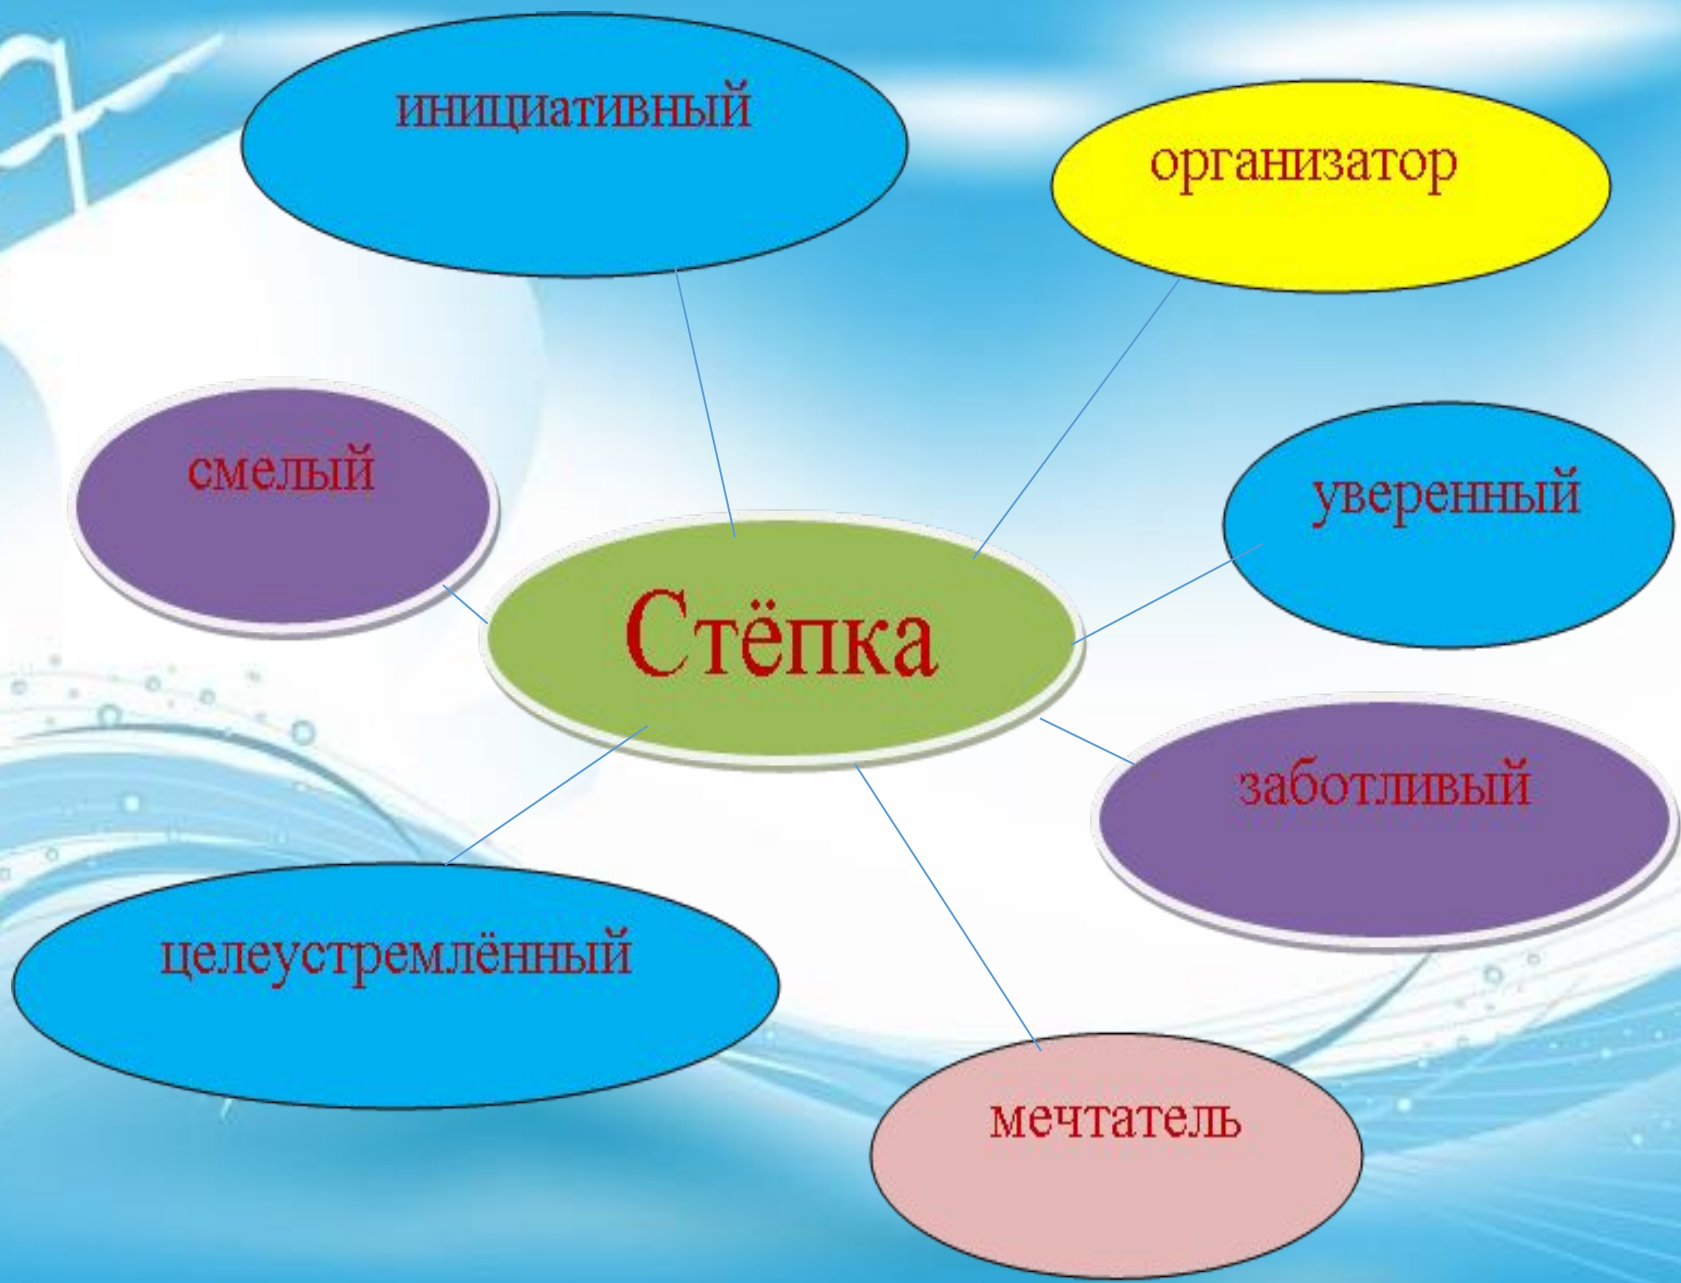 инициативный
организатор
смелый
уверенный
Стёпка
заботливый
целеустремлённый
мечтатель